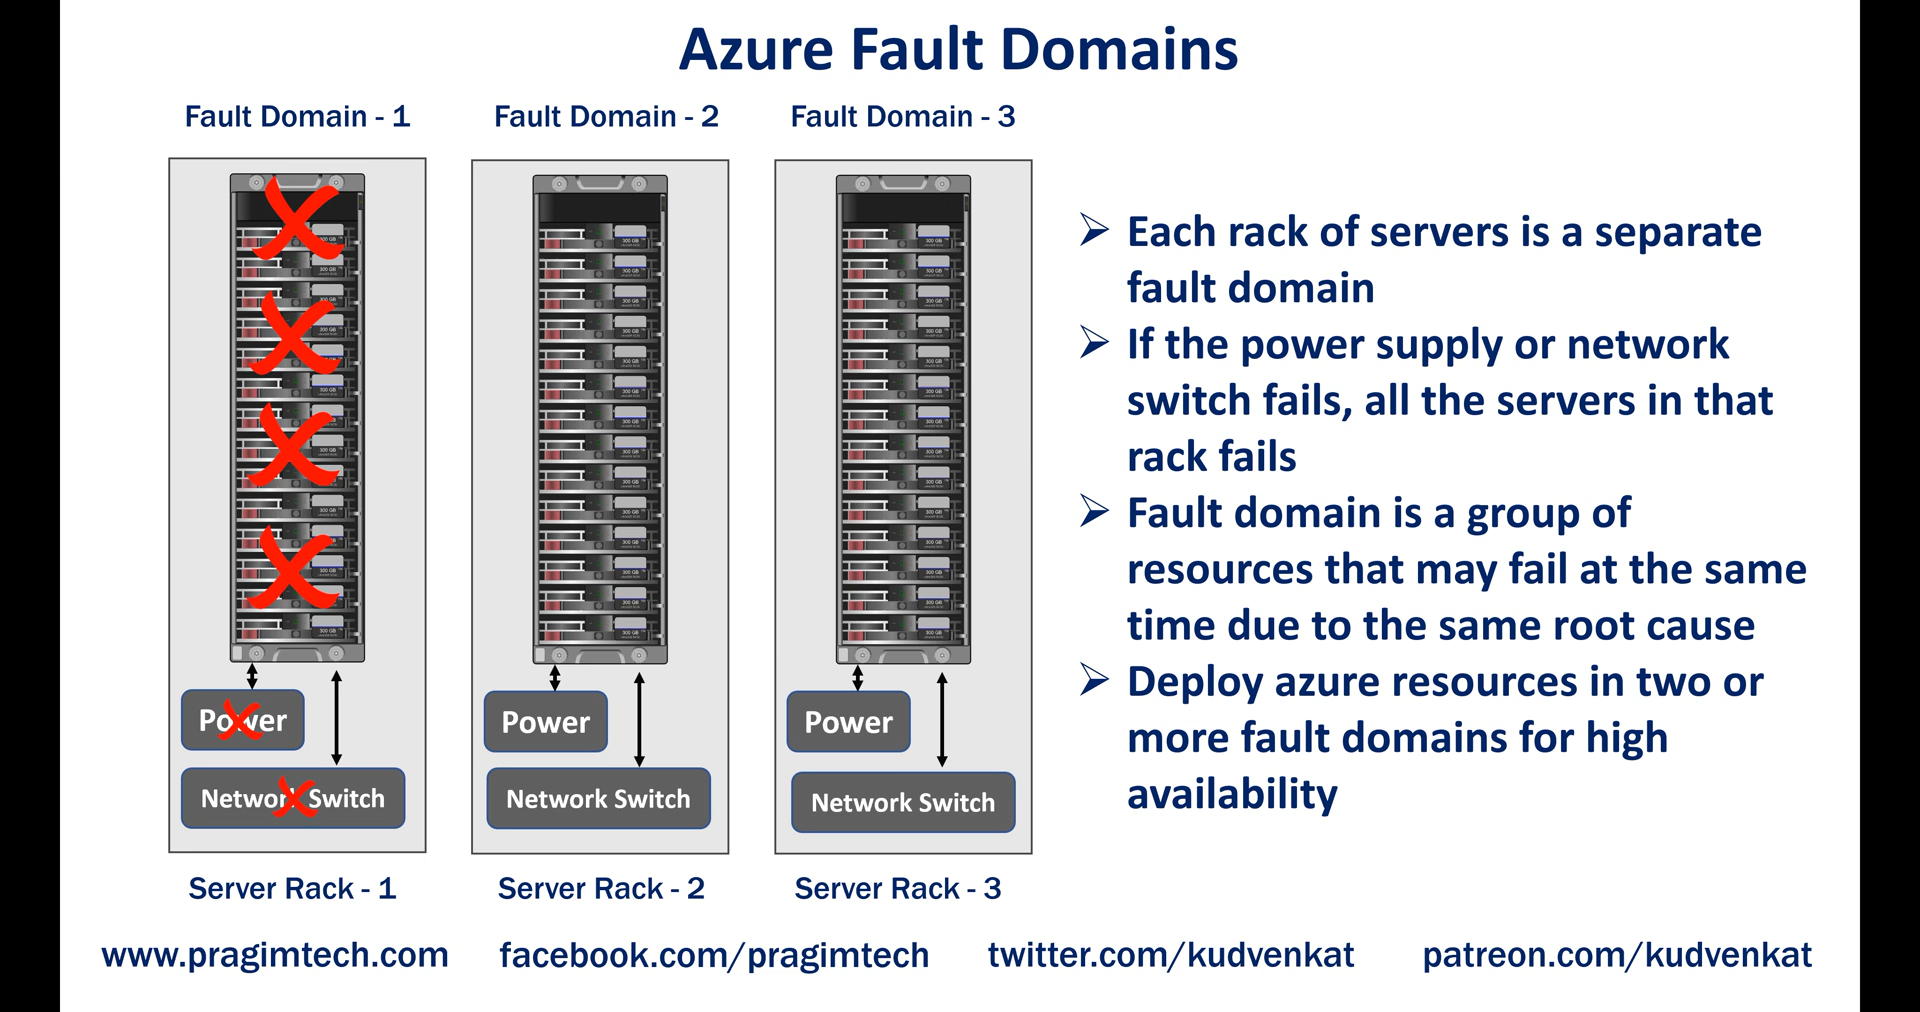 Azure Fault Domains
Fault Domain - 1
Fault Domain - 2
Fault Domain - 3
Power
Network Switch
Server Rack - 1
Power
Network Switch
Server Rack - 2
Power
Network Switch
Server Rack - 3
Each rack of servers is a separate
fault domain
If the power supply or network
switch fails, all the servers in that
rack fails
Fault domain is a group of
resources that may fail at the same
time due to the same root cause
Deploy azure resources in two or
more fault domains for high
availability
www.pragimtech.com
facebook.com/pragimtech
twitter.com/kudvenkat
patreon.com/kudvenkat